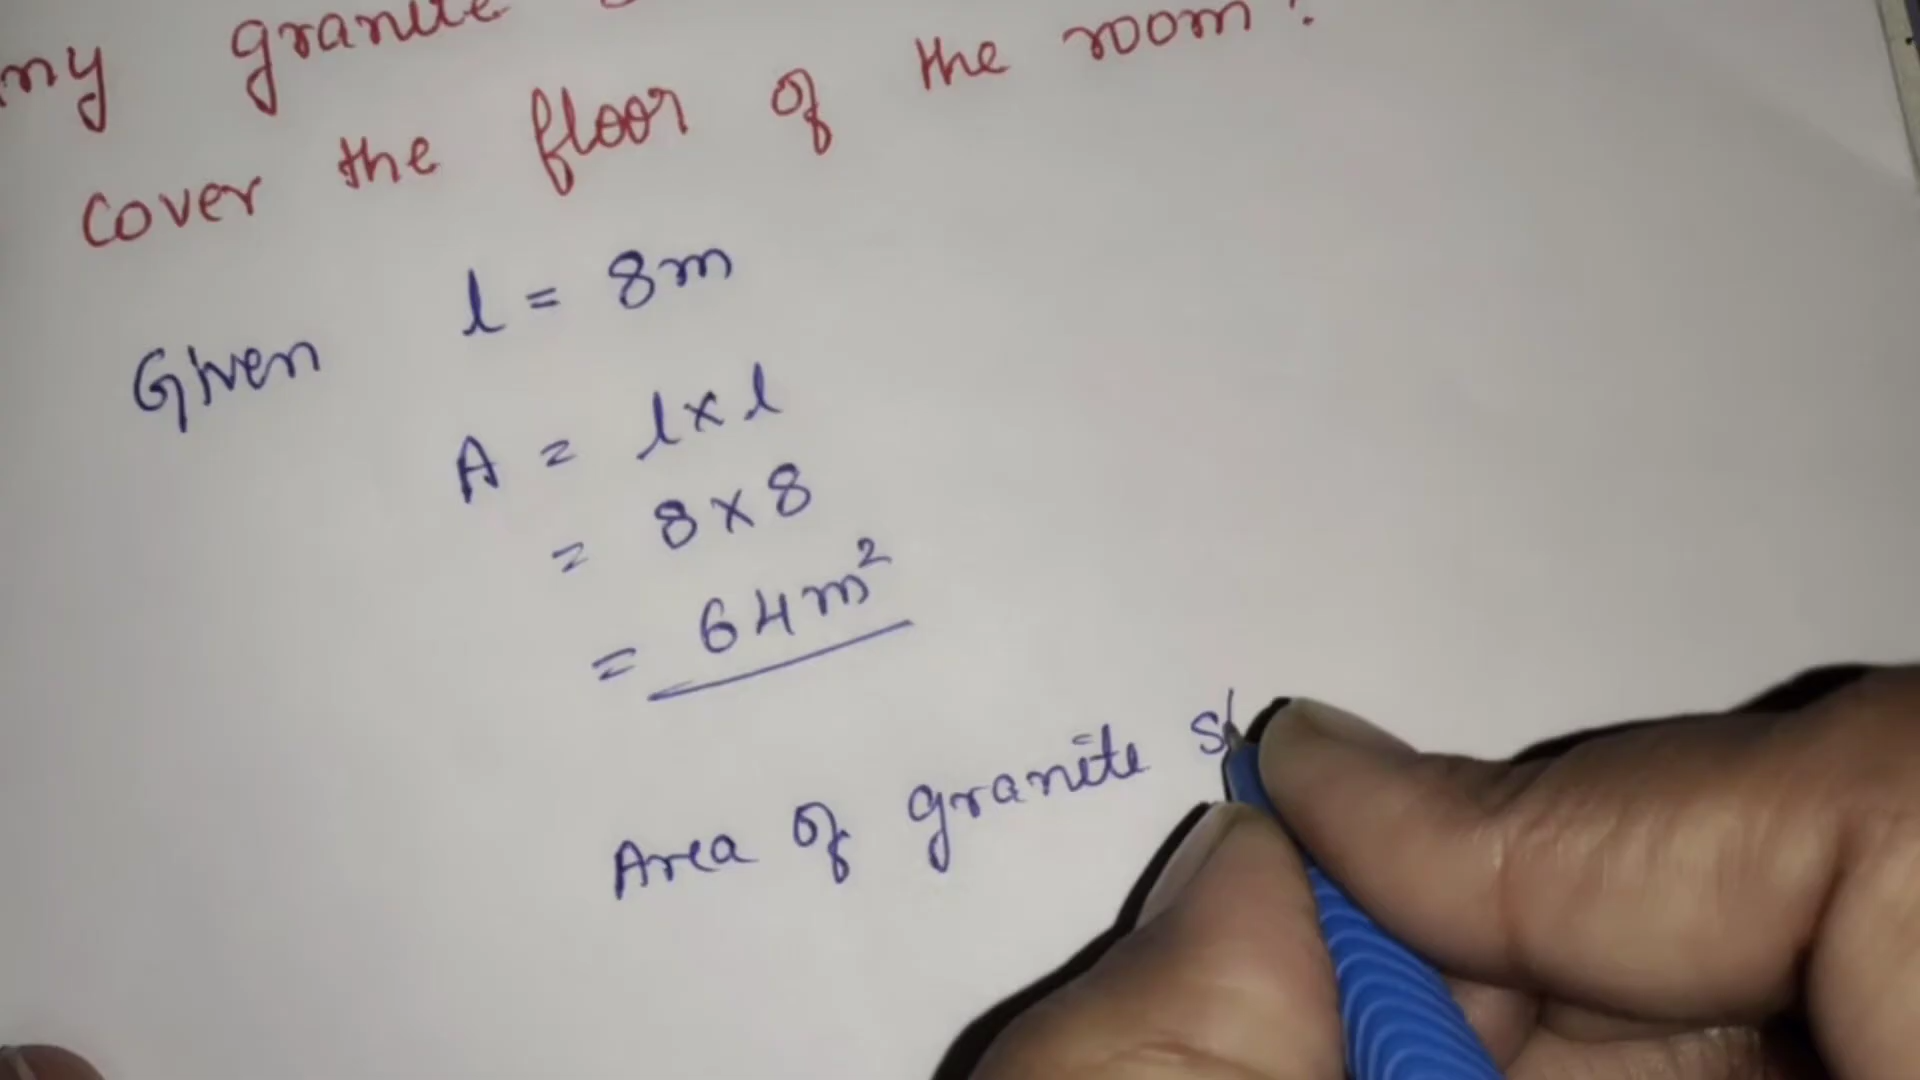 granite
cover the floor of the room?
Given l = 8m
A = l x l
= 8 x 8
= 64m²
Area of granite